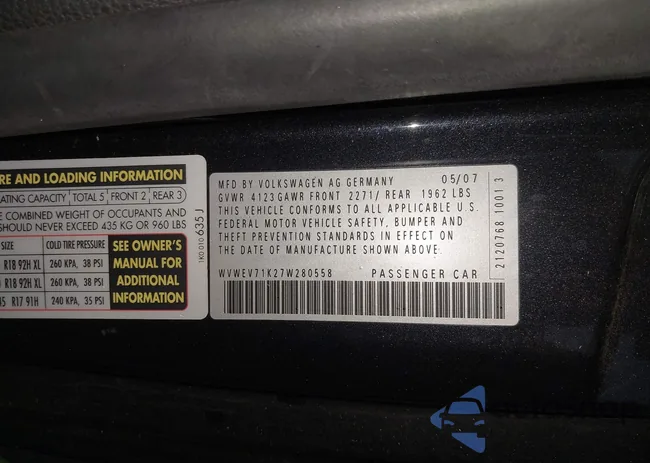 RE AND LOADING INFORMATION
ATING CAPACITY TOTAL 5 FRONT 2 REAR 3
E COMBINED WEIGHT OF OCCUPANTS AND
SHOULD NEVER EXCEED 435 KG OR 960 LBS
SIZE COLD TIRE PRESSURE
R18 92H XL 260 KPA, 38 PSI
R18 92H XL 260 KPA, 38 PSI
45 R17 91H 240 KPA, 35 PSI
SEE OWNER'S
MANUAL FOR
ADDITIONAL
INFORMATION
1K0 010 635 J
MFD BY VOLKSWAGEN AG GERMANY 05/07
GVWR 4123 GAWR FRONT 2271/ REAR 1962 LBS
THIS VEHICLE CONFORMS TO ALL APPLICABLE U.S.
FEDERAL MOTOR VEHICLE SAFETY, BUMPER AND
THEFT PREVENTION STANDARDS IN EFFECT ON
THE DATE OF MANUFACTURE SHOWN ABOVE.
WVWEV71K27W280558 PASSENGER CAR
2120768 1001 3